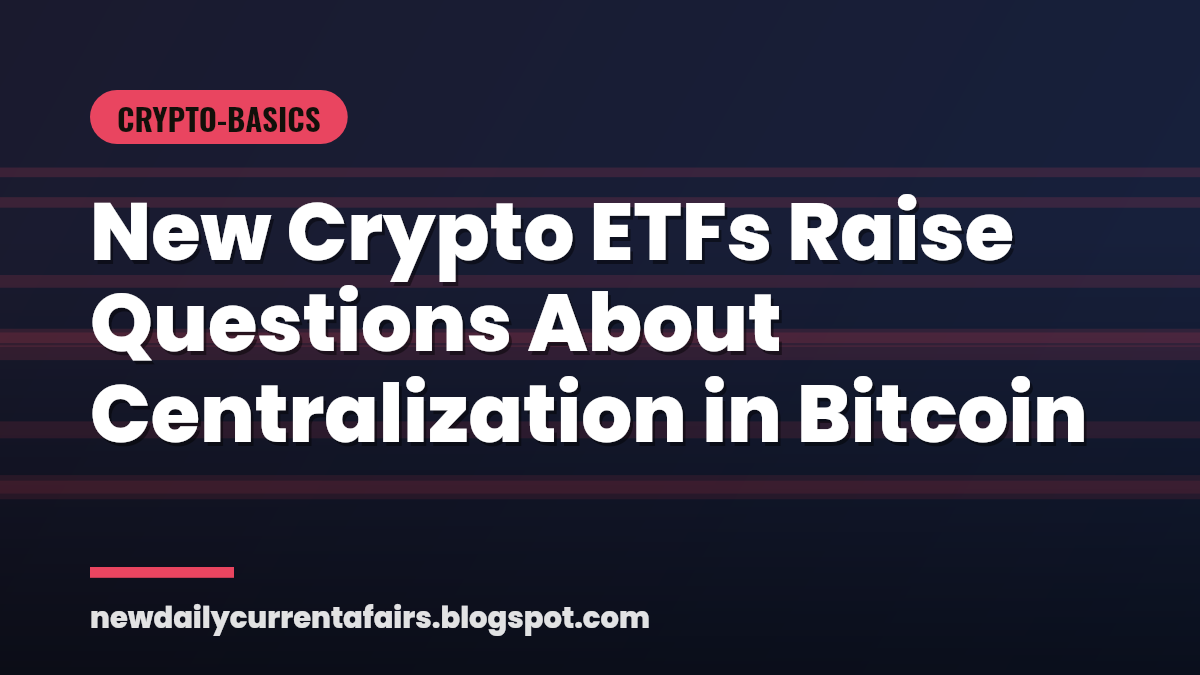 CRYPTO-BASICS
New Crypto ETFs Raise
Questions About
Centralization in Bitcoin
newdailycurrentafairs.blogspot.com